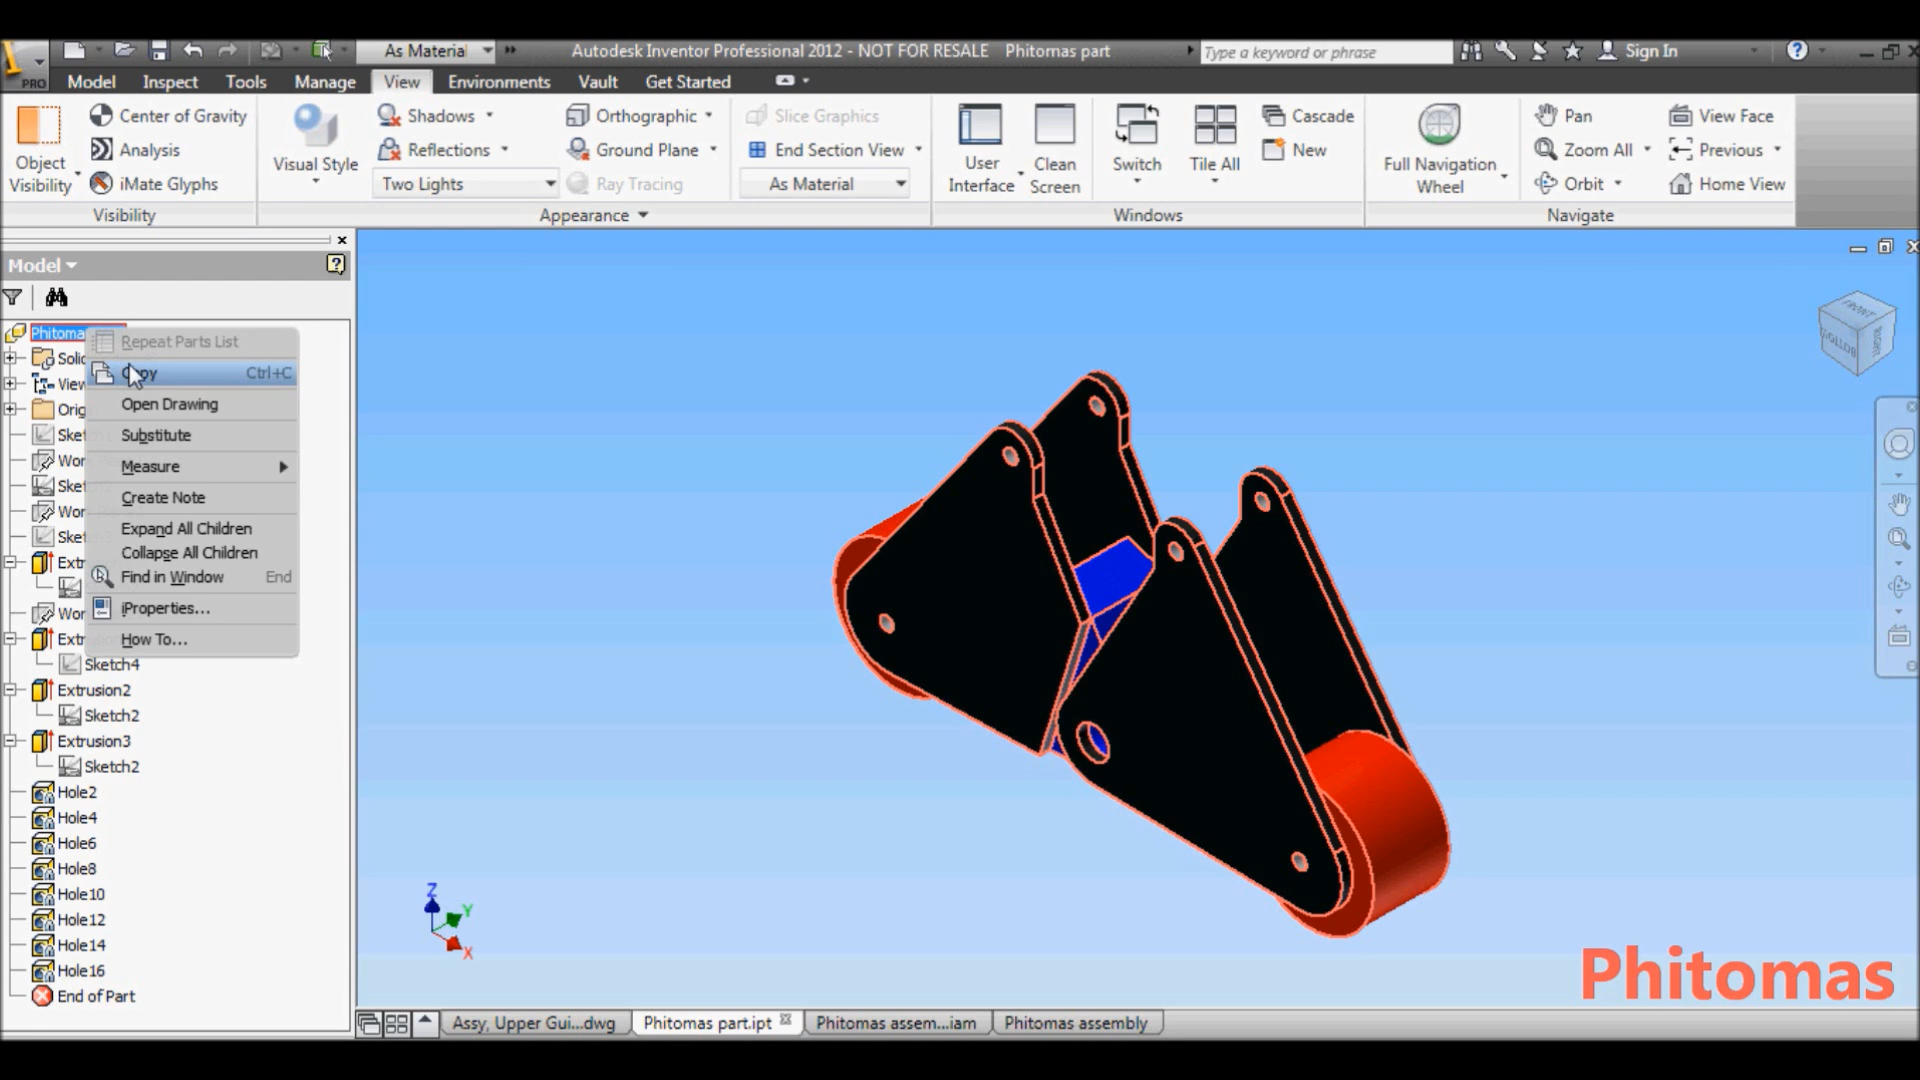 As Material
Autodesk Inventor Professional 2012 - NOT FOR RESALE Phitomas part
Type a keyword or phrase
Sign In
PRO
Model Inspect Tools Manage View Environments Vault Get Started
Object Visibility
Center of Gravity
Analysis
iMate Glyphs
Visibility
Visual Style
Shadows
Reflections
Two Lights
Orthographic
Ground Plane
Ray Tracing
Appearance
Slice Graphics
End Section View
As Material
User Interface
Clean Screen
Switch
Tile All
Cascade
New
Windows
Full Navigation Wheel
Pan
Zoom All
Orbit
View Face
Previous
Home View
Navigate
Model
Phitoma
Repeat Parts List
Copy Ctrl+C
Open Drawing
Substitute
Measure
Create Note
Expand All Children
Collapse All Children
Find in Window End
iProperties...
How To...
Sketch4
Extrusion2
Sketch2
Extrusion3
Sketch2
Hole2
Hole4
Hole6
Hole8
Hole10
Hole12
Hole14
Hole16
End of Part
FRONT
RIGHT
BOTTOM
Z
Y
X
Phitomas
Assy, Upper Gui...dwg
Phitomas part.ipt
Phitomas assem...iam
Phitomas assembly